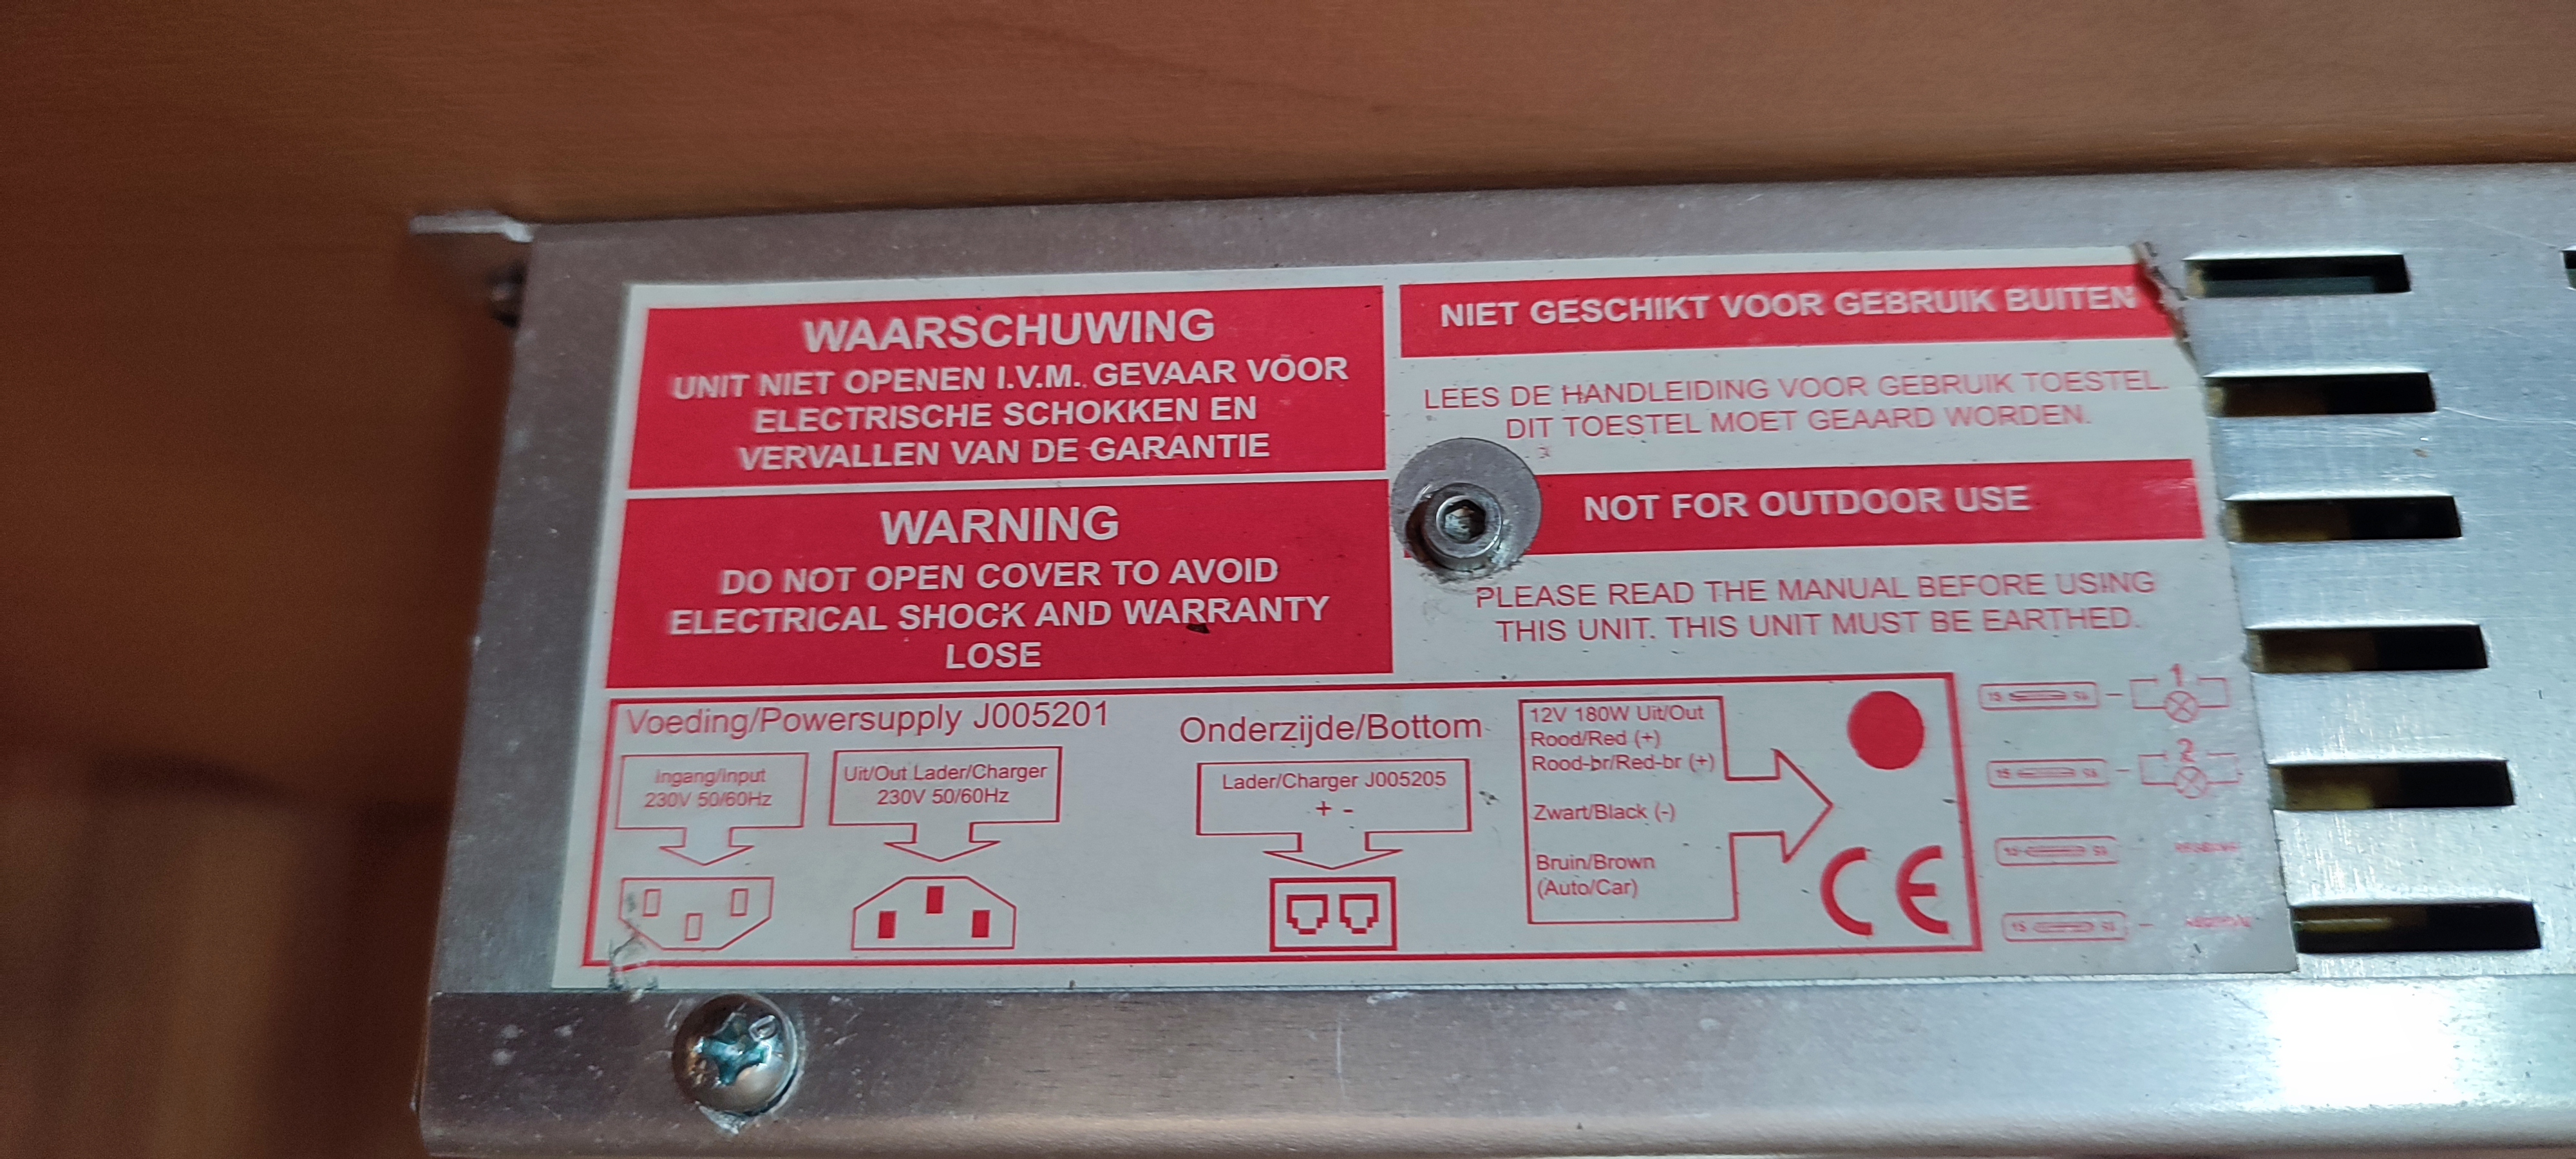 WAARSCHUWING
UNIT NIET OPENEN I.V.M. GEVAAR VOOR
ELECTRISCHE SCHOKKEN EN
VERVALLEN VAN DE GARANTIE
WARNING
DO NOT OPEN COVER TO AVOID
ELECTRICAL SHOCK AND WARRANTY
LOSE
NIET GESCHIKT VOOR GEBRUIK BUITEN
LEES DE HANDLEIDING VOOR GEBRUIK TOESTEL.
DIT TOESTEL MOET GEAARD WORDEN.
NOT FOR OUTDOOR USE
PLEASE READ THE MANUAL BEFORE USING
THIS UNIT. THIS UNIT MUST BE EARTHED.
Voeding/Powersupply J005201
Ingang/input
230V 50/60Hz
Uit/Out Lader/Charger
230V 50/60Hz
Onderzijde/Bottom
Lader/Charger J005205
+ -
12V 180W Uit/Out
Rood/Red (+)
Rood-br/Red-br (+)
Zwart/Black (-)
Bruin/Brown
(Auto/Car)
CE
1
2